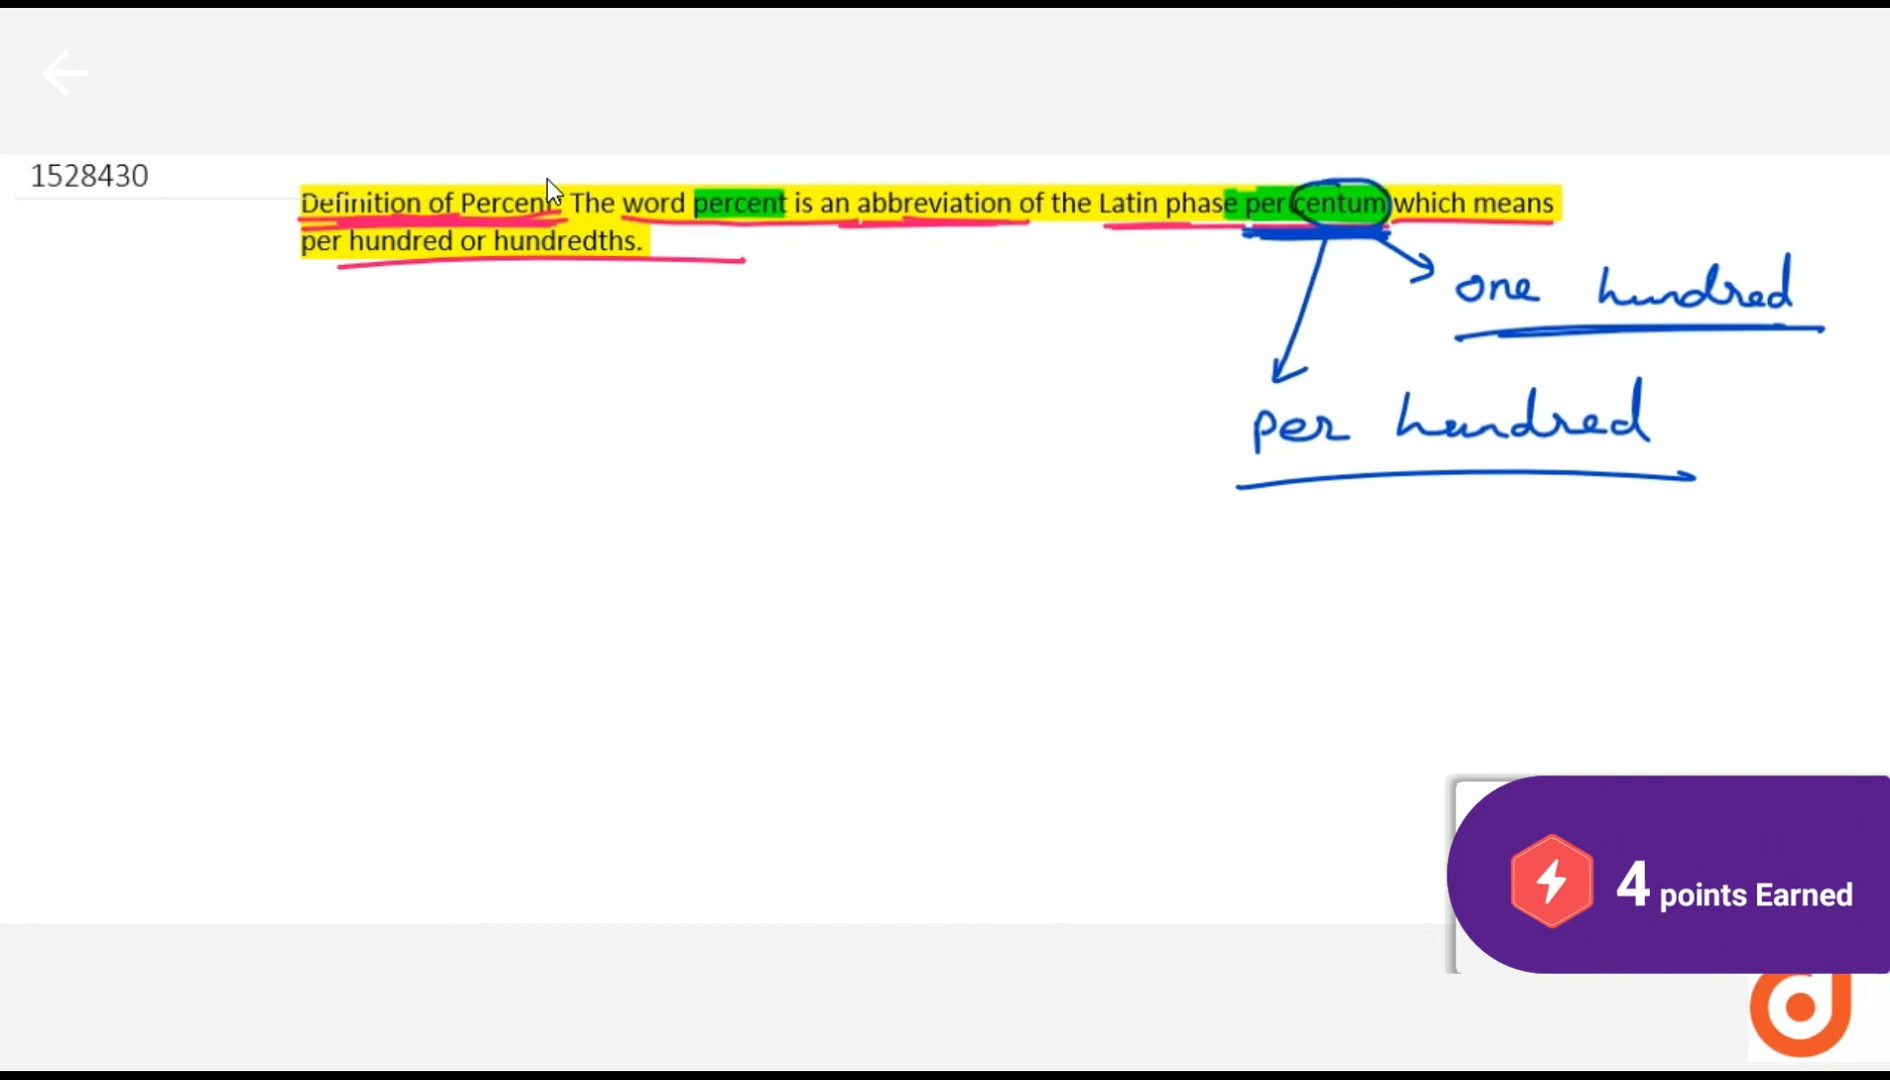 1528430
Definition of Percent The word percent is an abbreviation of the Latin phase per centum which means
per hundred or hundredths.
one hundred
per hundred
4 points Earned